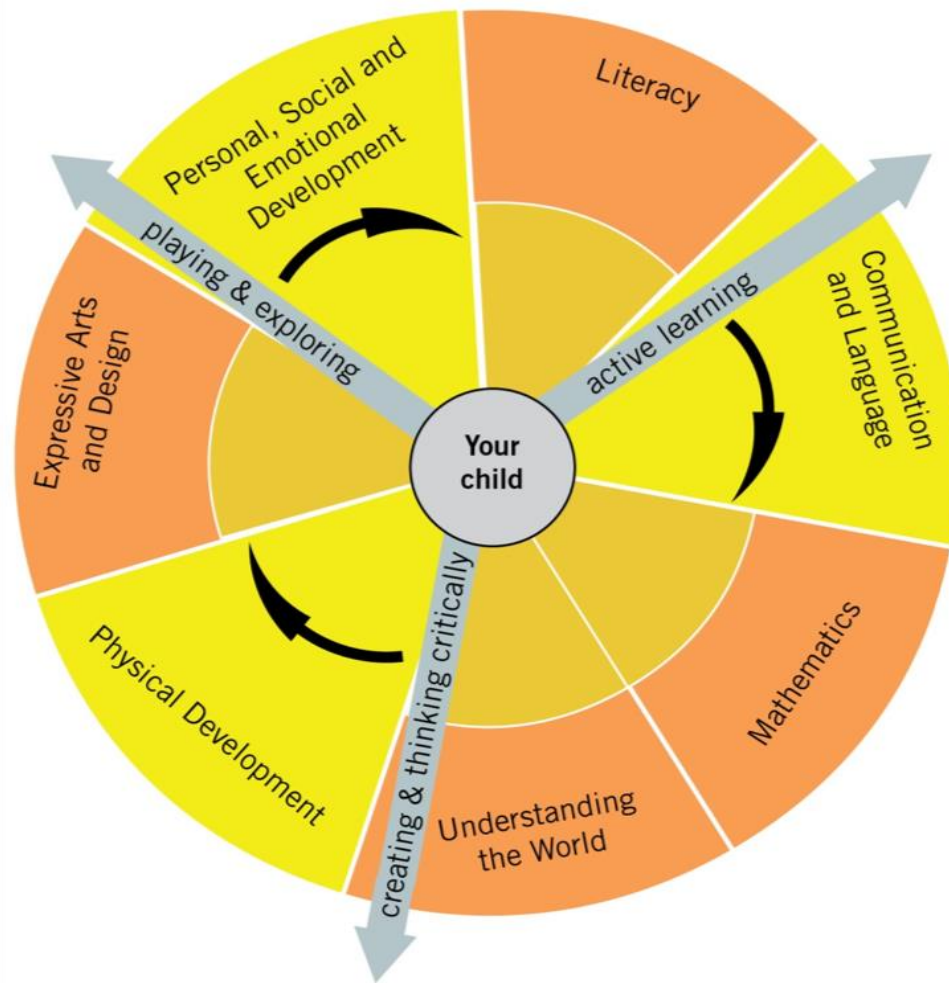 Personal, Social and
Emotional
Development
Literacy
Communication
and Language
Mathematics
Understanding
the World
Physical Development
Expressive Arts
and Design
playing & exploring
active learning
creating & thinking critically
Your
child